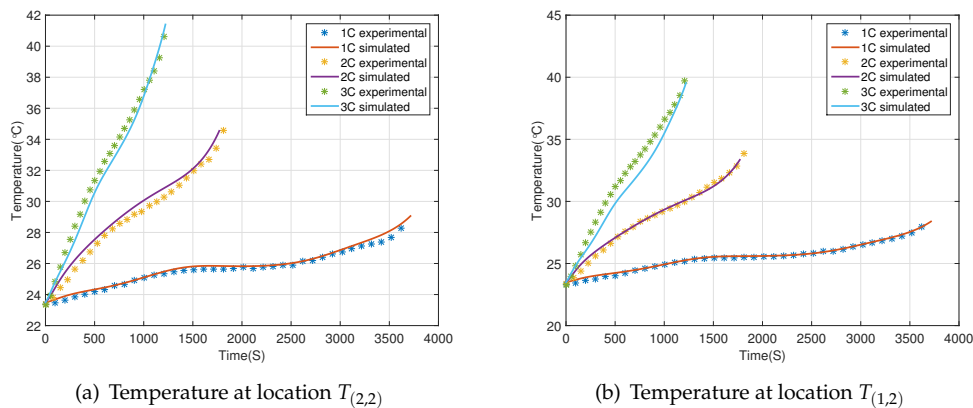 42
40
38
36
34
32
30
28
26
24
22
Temperature(°C)
0 500 1000 1500 2000 2500 3000 3500 4000
Time(S)
1C experimental
1C simulated
2C experimental
2C simulated
3C experimental
3C simulated
(a) Temperature at location T(2,2)
45
40
35
30
25
20
Temperature(°C)
0 500 1000 1500 2000 2500 3000 3500 4000
Time(S)
1C experimental
1C simulated
2C experimental
2C simulated
3C experimental
3C simulated
(b) Temperature at location T(1,2)